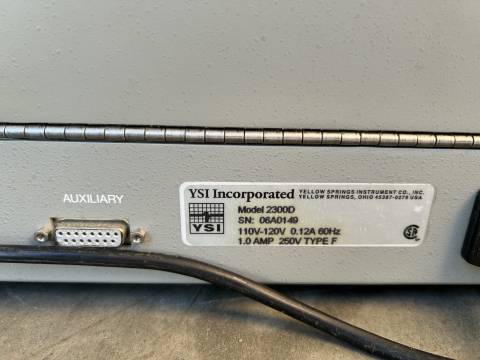 AUXILIARY
YSI Incorporated YELLOW SPRINGS INSTRUMENT CO., INC.
YELLOW SPRINGS, OHIO 45387-0279 USA
Model 2300D
SN: 06A0149
YSI
110V-120V 0.12A 60Hz
1.0 AMP 250V TYPE F